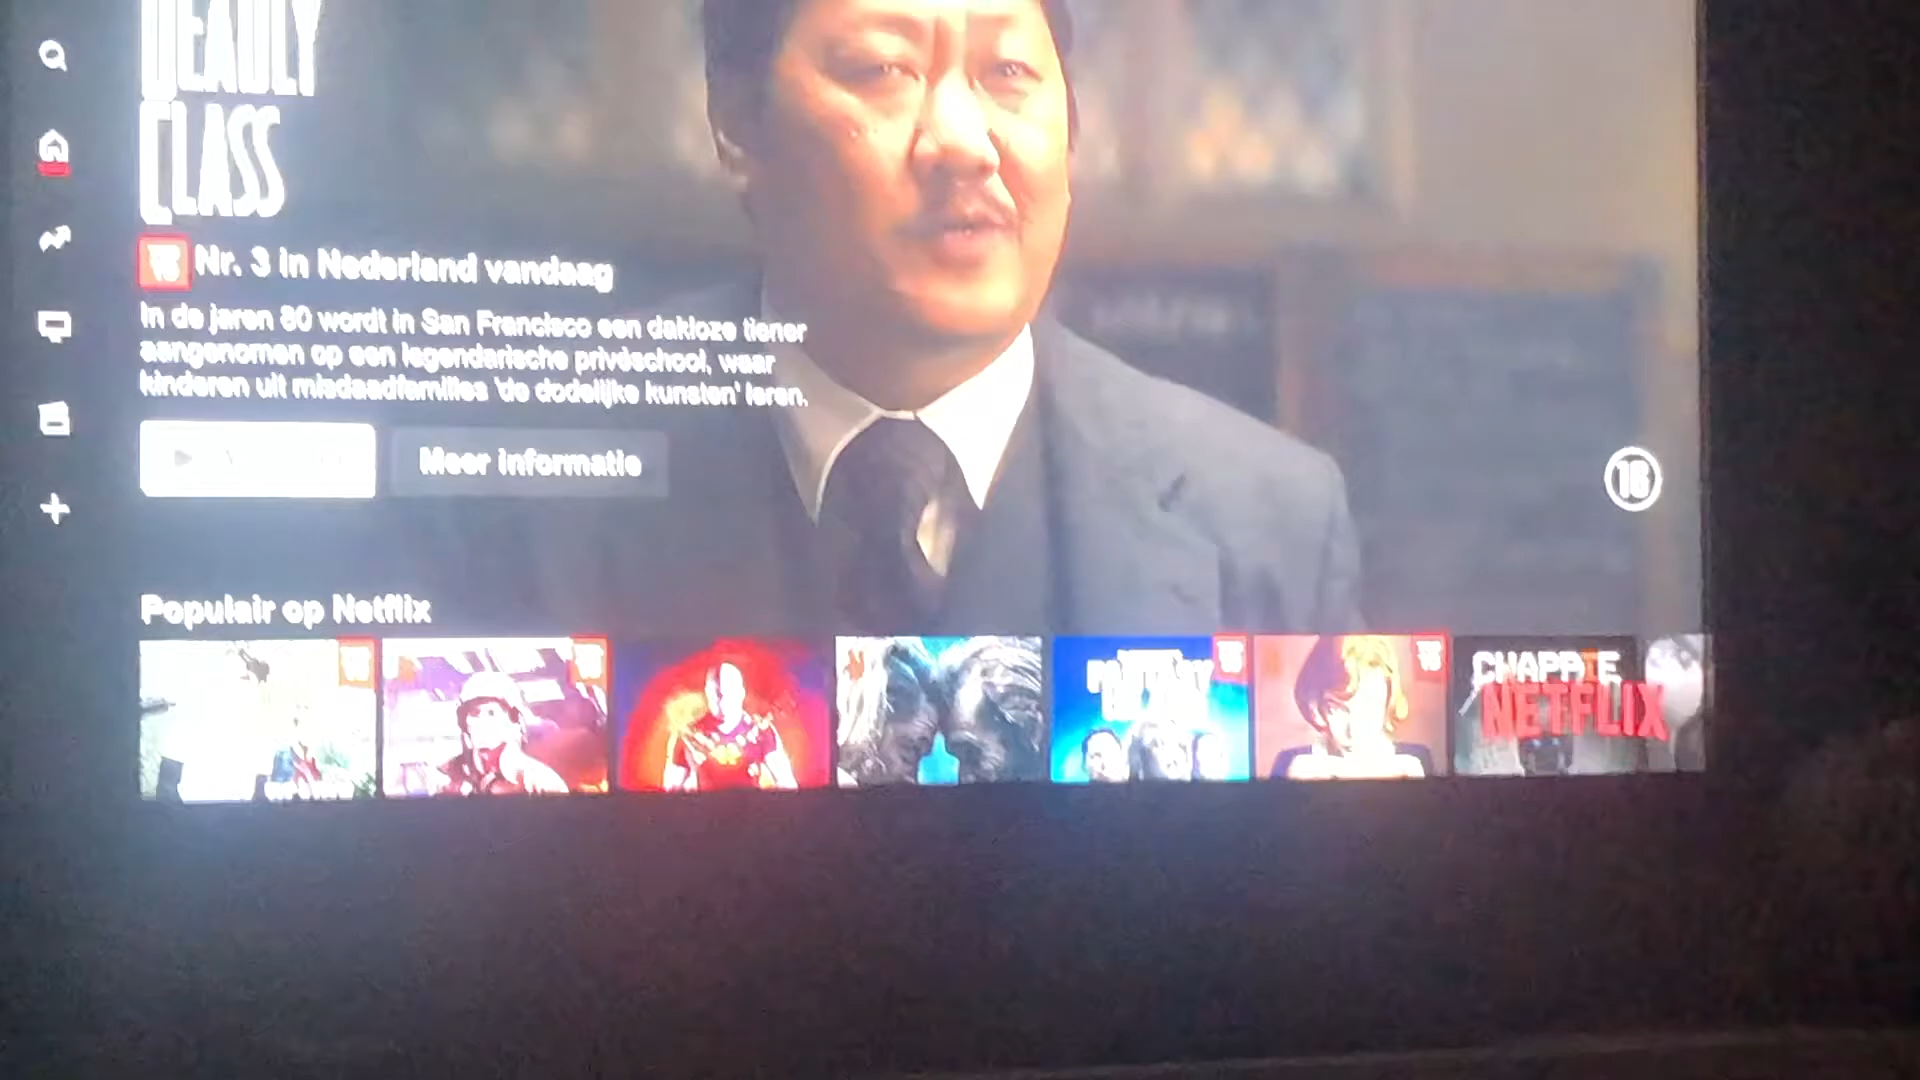 DEADLY
CLASS
Nr. 3 in Nederland vandaag
In de jaren 80 wordt in San Francisco een dakloze tiener
aangenomen op een legendarische privéschool, waar
kinderen uit misdaadfamilies 'de dodelijke kunsten' leren.
Meer informatie
16
Populair op Netflix
CHAPPIE
NETFLIX